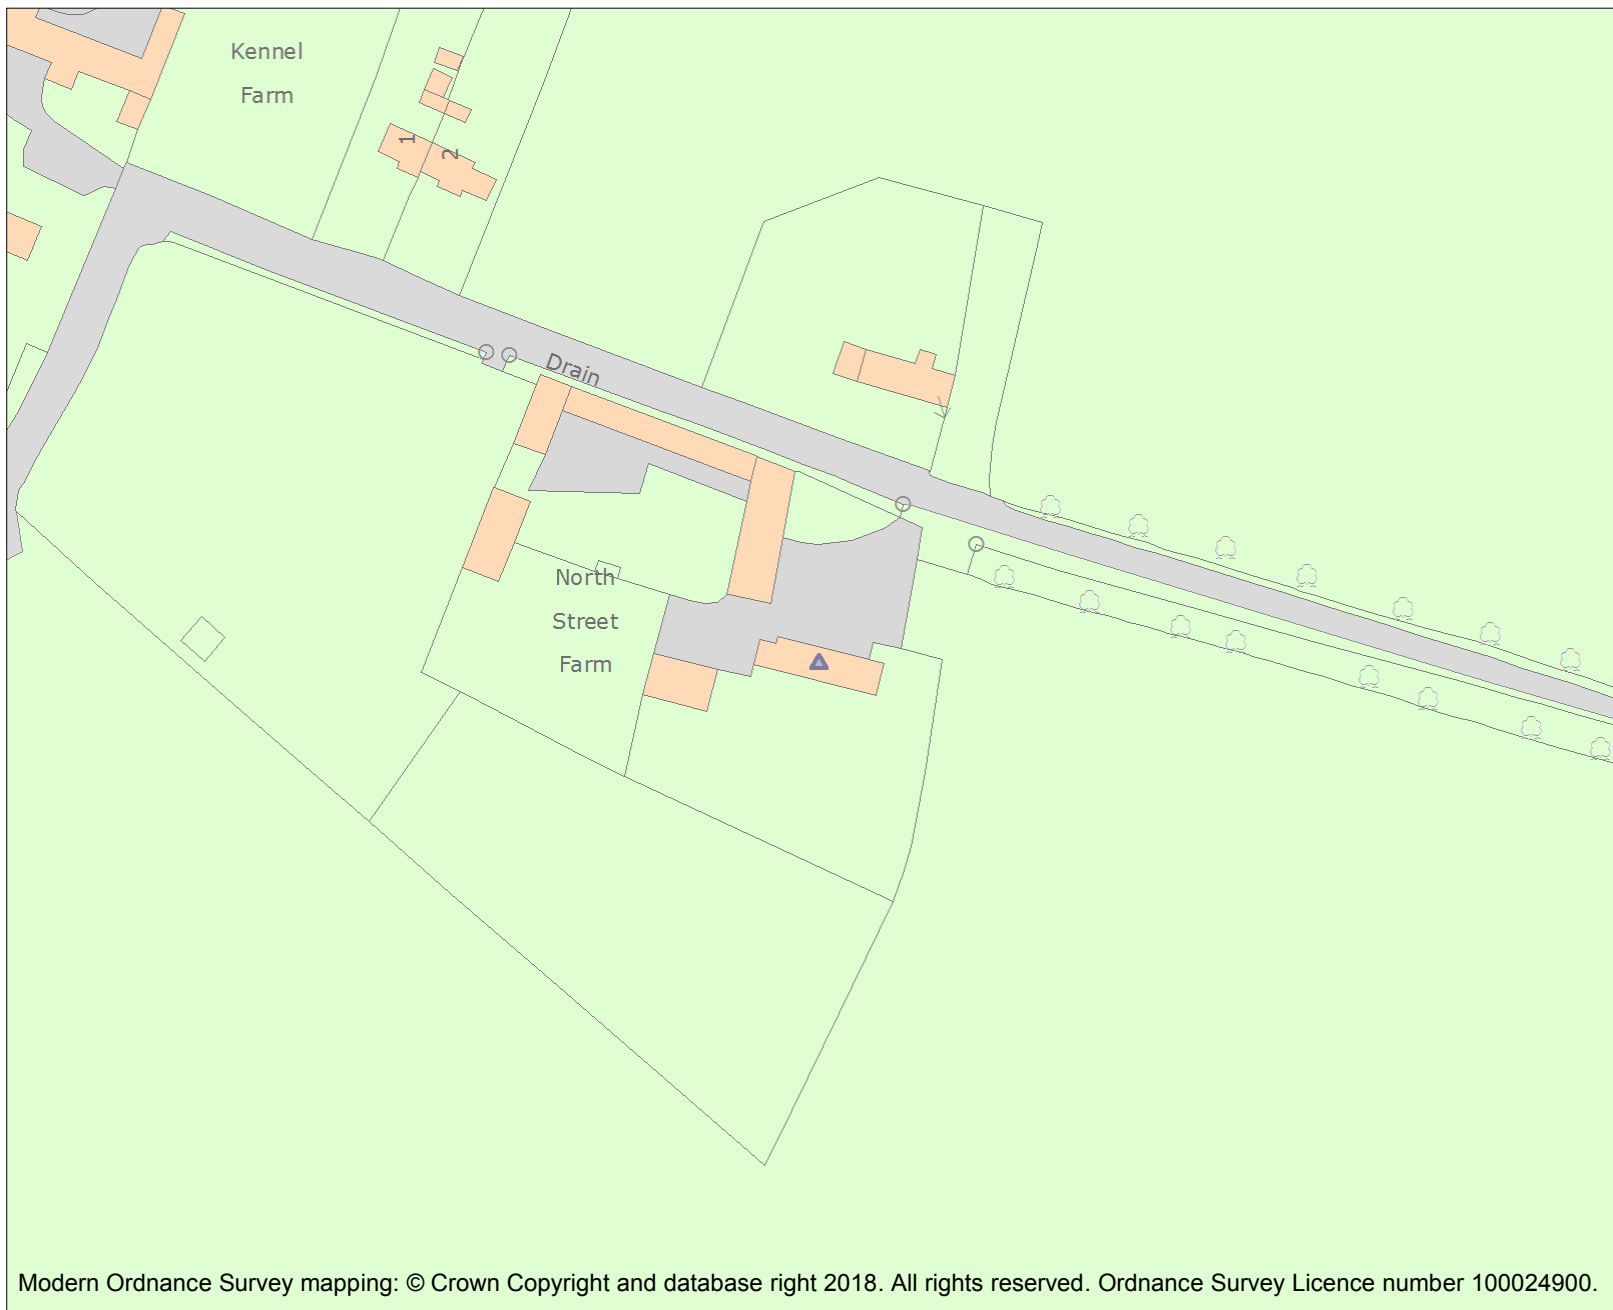 Kennel
Farm
1
2
Drain
North
Street
Farm
Modern Ordnance Survey mapping: © Crown Copyright and database right 2018. All rights reserved. Ordnance Survey Licence number 100024900.